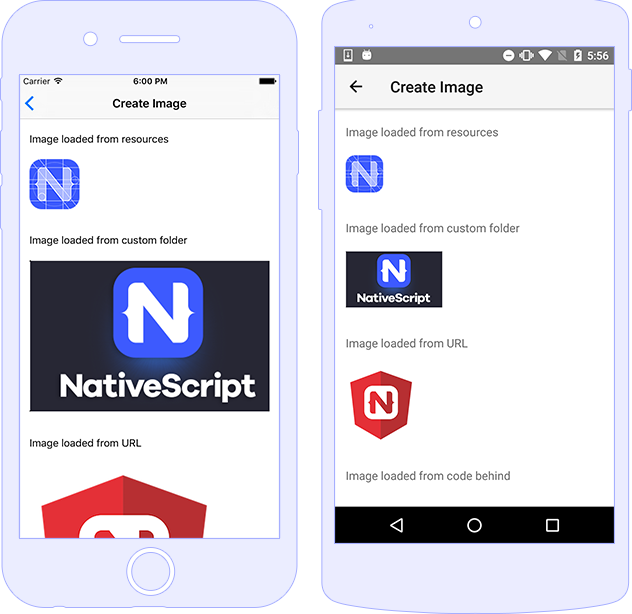 Carrier
6:00 PM
Create Image
Image loaded from resources
N
Image loaded from custom folder
N
NativeScript
Image loaded from URL
N
5:56
Create Image
Image loaded from resources
N
Image loaded from custom folder
N
NativeScript
Image loaded from URL
N
Image loaded from code behind